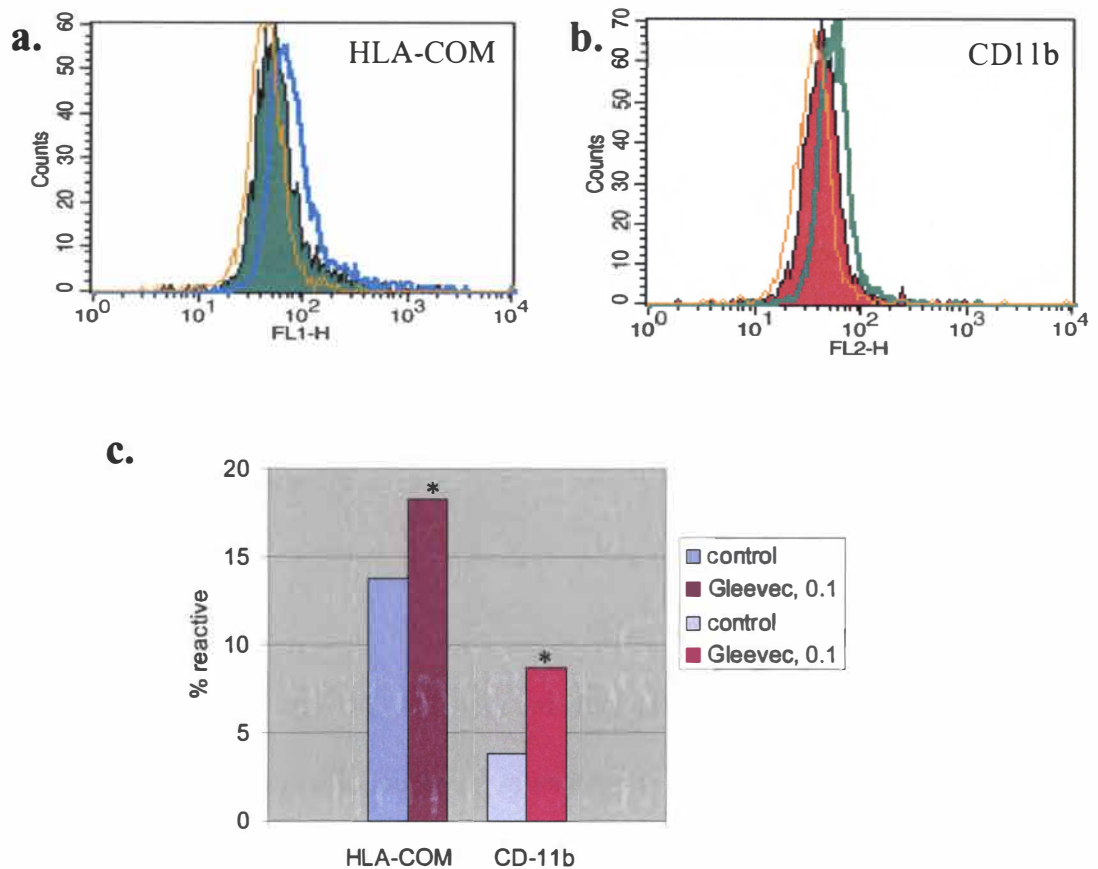 a.
HLA-COM
Counts
60
50
40
30
20
10
0
10^0 10^1 10^2 10^3 10^4
FL1-H
b.
CD11b
Counts
70
60
50
40
30
20
10
0
10^0 10^1 10^2 10^3 10^4
FL2-H
c.
% reactive
20
15
10
5
0
*
*
HLA-COM CD-11b
control
Gleevec, 0.1
control
Gleevec, 0.1